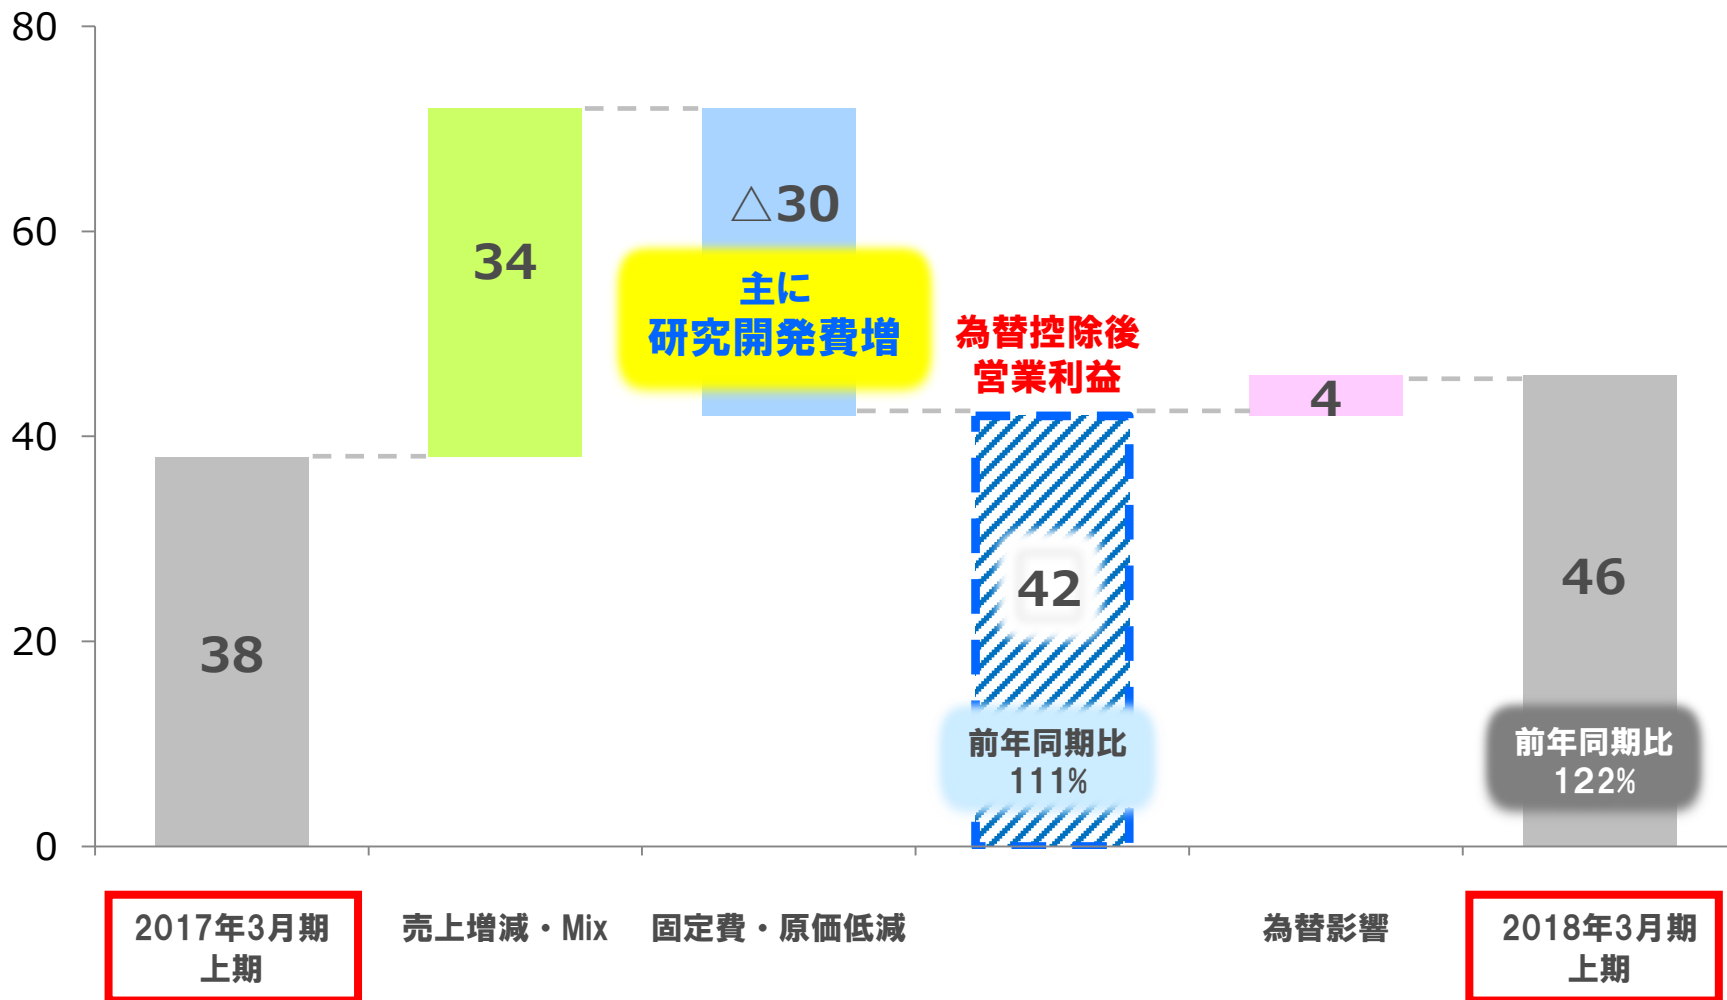 80
60
40
20
0
38
34
△30
主に
研究開発費増
為替控除後
営業利益
42
前年同期比
111%
4
46
前年同期比
122%
2017年3月期
上期
売上増減・Mix
固定費・原価低減
為替影響
2018年3月期
上期